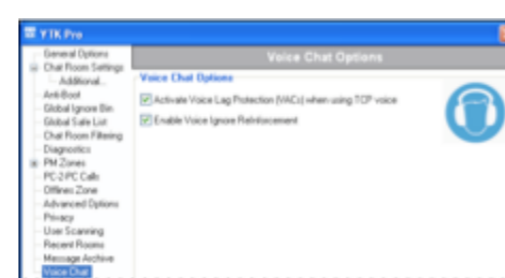 YTK Pro
Voice Chat Options
General Options
Chat Room Settings
Additional...
Anti-Boot
Global Ignore Bin
Global Safe List
Chat Room Filtering
Diagnostics
PM Zones
PC-2-PC Calls
Offlines Zone
Advanced Options
Privacy
User Scanning
Recent Rooms
Message Archive
Voice Chat
Voice Chat Options
Activate Voice Lag Protection (VACs) when using TCP voice
Enable Voice Ignore Reinforcement